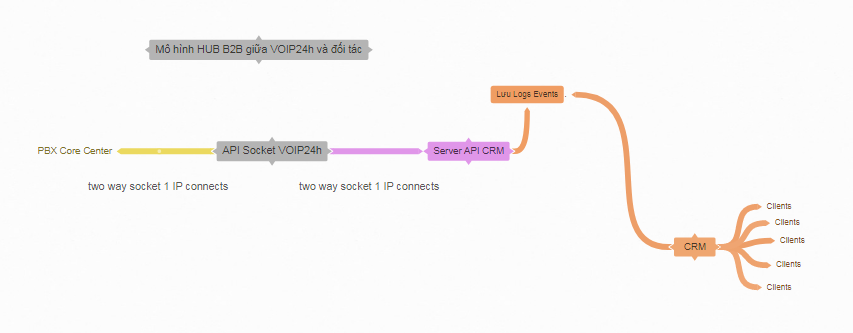 Mô hình HUB B2B giữa VOIP24h và đối tác
Lưu Logs Events .
PBX Core Center
API Socket VOIP24h
Server API CRM
two way socket 1 IP connects
two way socket 1 IP connects
Clients
Clients
Clients
CRM
Clients
Clients